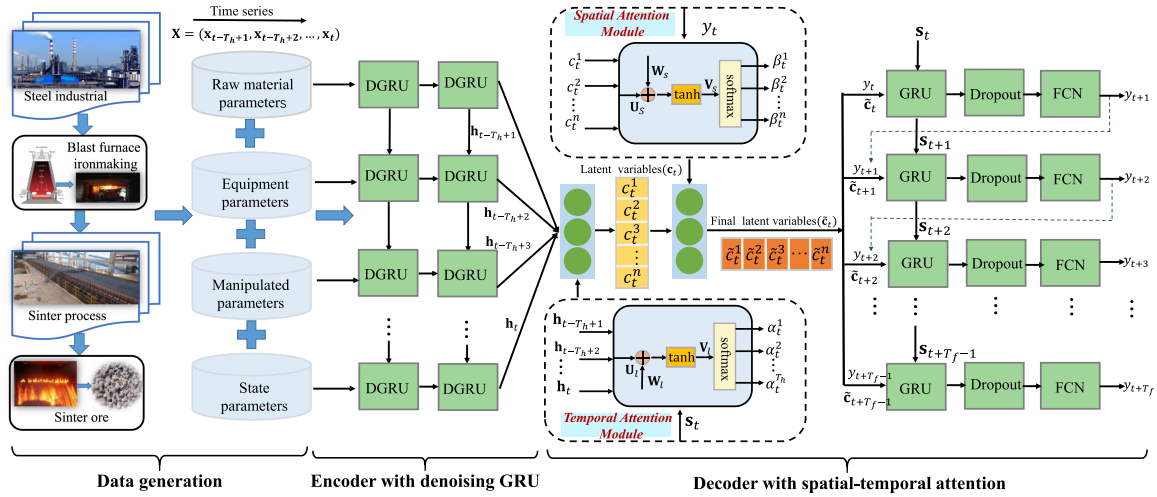 Time series
X = (x_{t−T_h+1}, x_{t−T_h+2}, …, x_t)
Steel industrial
Blast furnace
ironmaking
Sinter process
Sinter ore
Raw material
parameters
Equipment
parameters
Manipulated
parameters
State
parameters
DGRU
DGRU
h_{t−T_h+1}
DGRU
DGRU
h_{t−T_h+2}
h_{t−T_h+3}
DGRU
DGRU
⋮
⋮
h_t
DGRU
DGRU
Spatial Attention
Module
y_t
c_t^1
c_t^2
⋮
c_t^n
W_s
U_S
tanh
V_s
softmax
β_t^1
β_t^2
⋮
β_t^n
Latent variables(c_t)
c_t^1
c_t^2
c_t^3
⋮
c_t^n
Final latent variables(c̃_t)
c̃_t^1 c̃_t^2 c̃_t^3 ⋯ c̃_t^n
h_{t−T_h+1}
h_{t−T_h+2}
⋮
h_t
U_l
W_l
tanh
V_l
softmax
α_t^1
α_t^2
⋮
α_t^{T_h}
Temporal Attention
Module
s_t
s_t
y_t
c̃_t
GRU
Dropout
FCN
y_{t+1}
s_{t+1}
y_{t+1}
c̃_{t+1}
GRU
Dropout
FCN
y_{t+2}
s_{t+2}
y_{t+2}
c̃_{t+2}
GRU
Dropout
FCN
y_{t+3}
⋮ ⋮ ⋮ ⋮ ⋮
s_{t+T_f−1}
y_{t+T_f−1}
c̃_{t+T_f−1}
GRU
Dropout
FCN
y_{t+T_f}
Data generation
Encoder with denoising GRU
Decoder with spatial-temporal attention